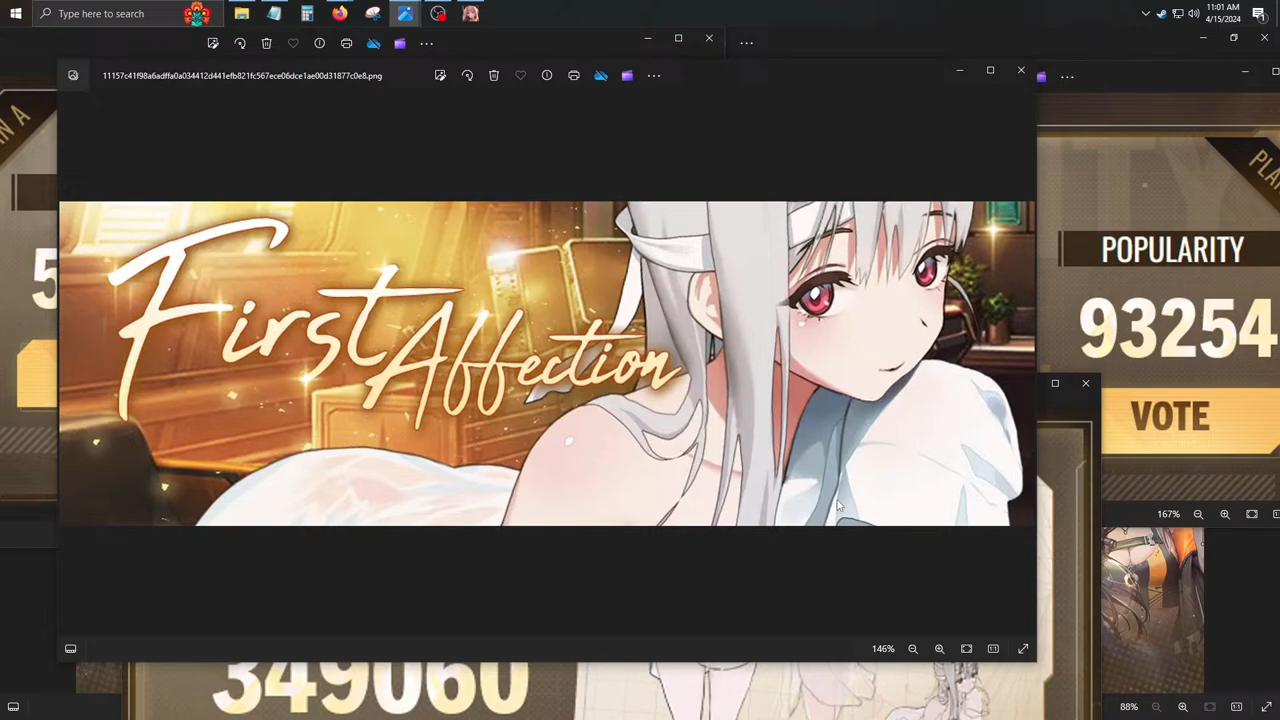 Type here to search
11:01 AM
4/15/2024
11157c41f98a6adffa0a034412d441efb821fc567ece06dce1ae00d31877c0e8.png
First
Affection
POPULARITY
93254
VOTE
167%
146%
349060
88%